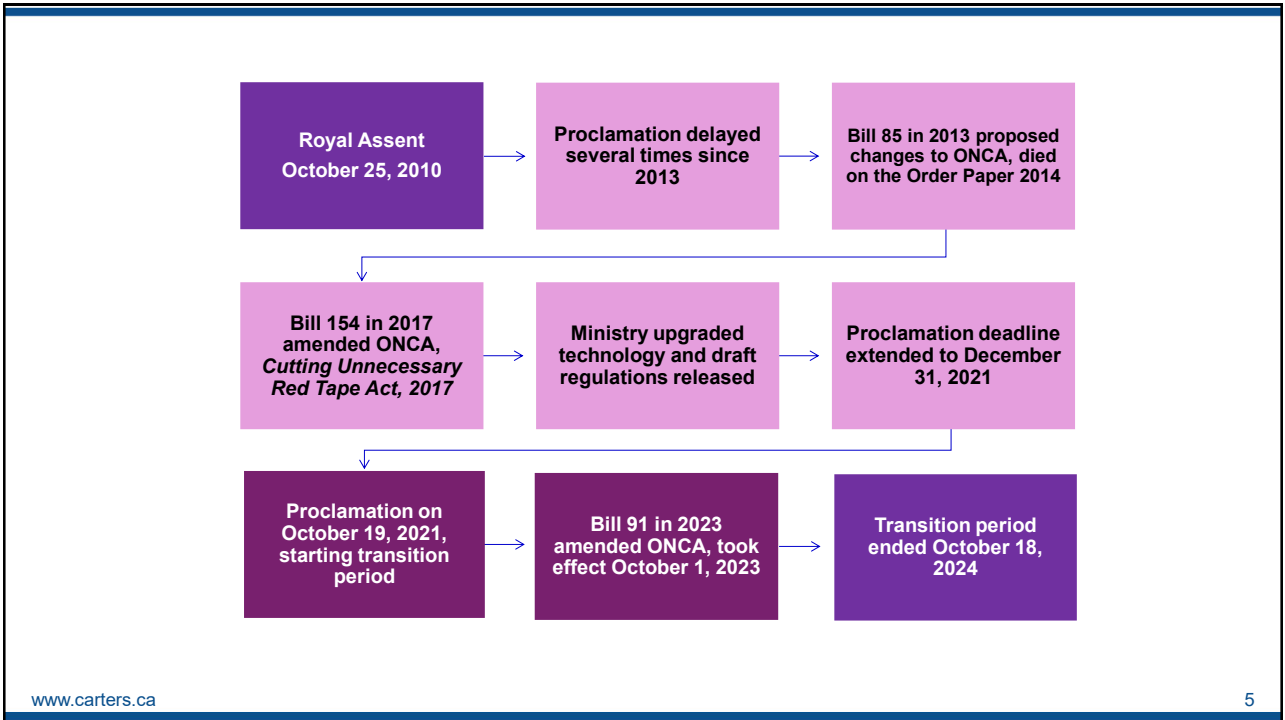 Royal Assent
October 25, 2010
Proclamation delayed
several times since
2013
Bill 85 in 2013 proposed
changes to ONCA, died
on the Order Paper 2014
Bill 154 in 2017
amended ONCA,
Cutting Unnecessary
Red Tape Act, 2017
Ministry upgraded
technology and draft
regulations released
Proclamation deadline
extended to December
31, 2021
Proclamation on
October 19, 2021,
starting transition
period
Bill 91 in 2023
amended ONCA, took
effect October 1, 2023
Transition period
ended October 18,
2024
www.carters.ca
5